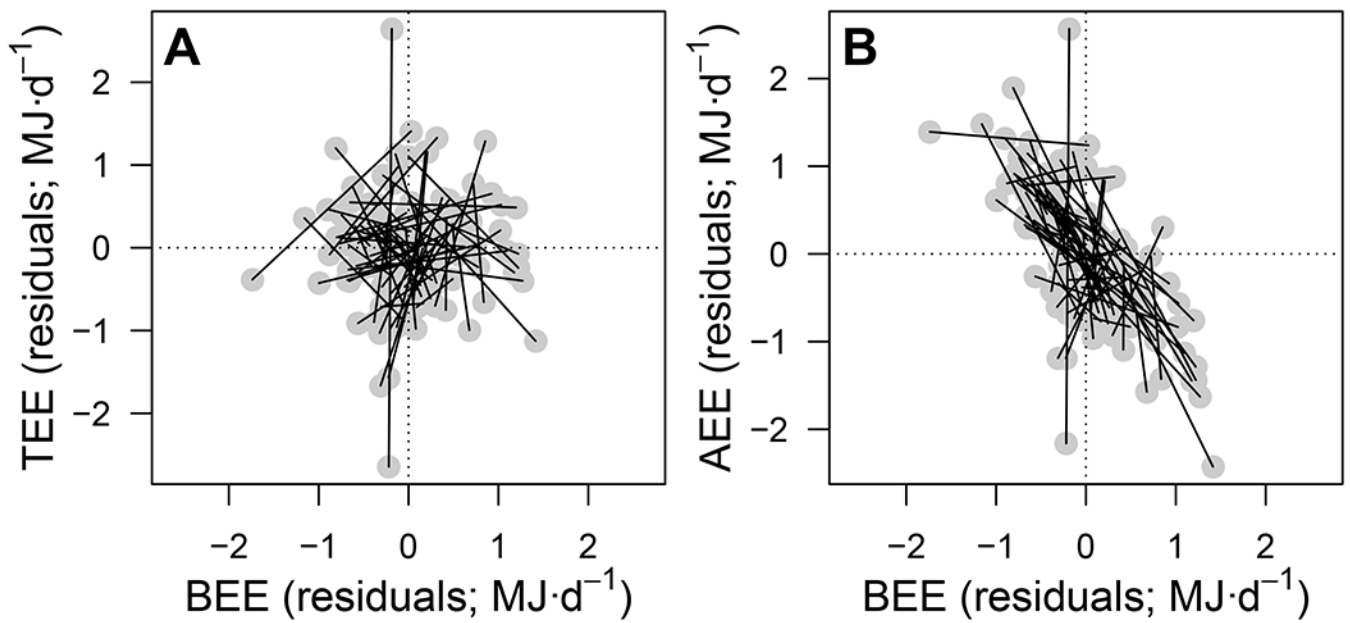 A
TEE (residuals; MJ·d⁻¹)
2
1
0
−1
−2
−2 −1 0 1 2
BEE (residuals; MJ·d⁻¹)
B
AEE (residuals; MJ·d⁻¹)
2
1
0
−1
−2
−2 −1 0 1 2
BEE (residuals; MJ·d⁻¹)